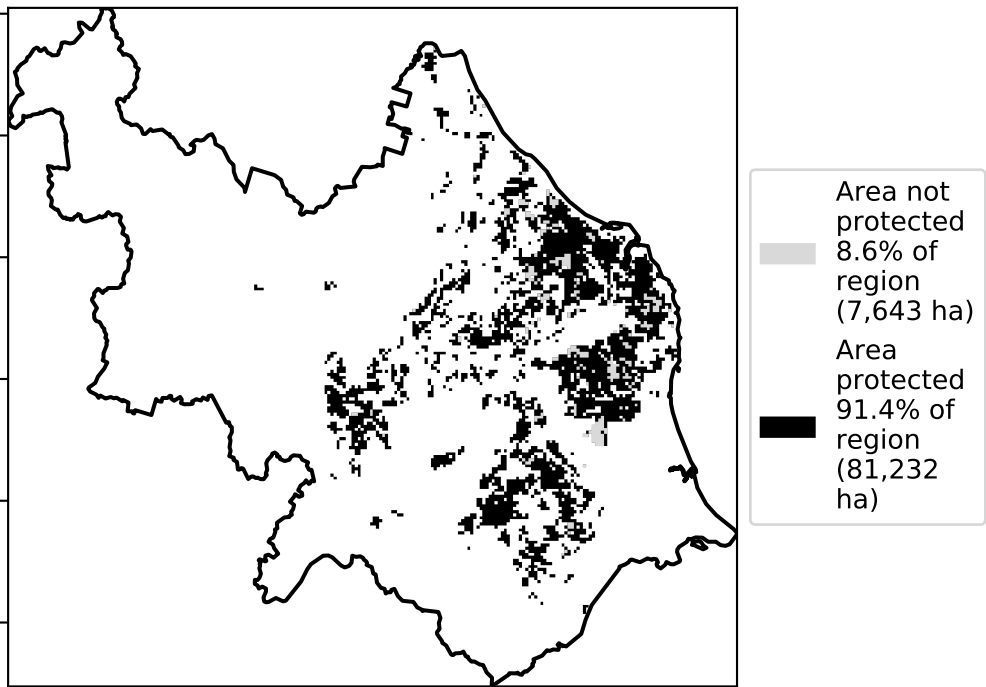 Area not
protected
8.6% of
region
(7,643 ha)
Area
protected
91.4% of
region
(81,232
ha)